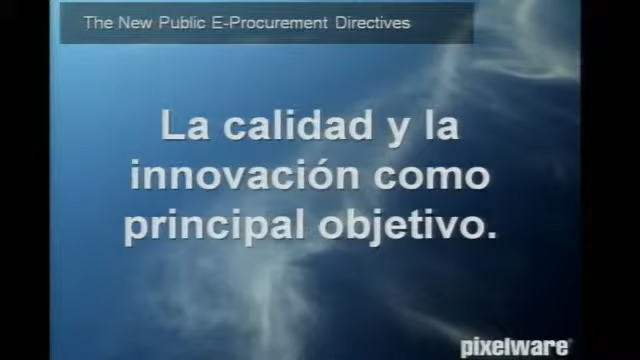 The New Public E-Procurement Directives
La calidad y la
innovación como
principal objetivo.
pixelware